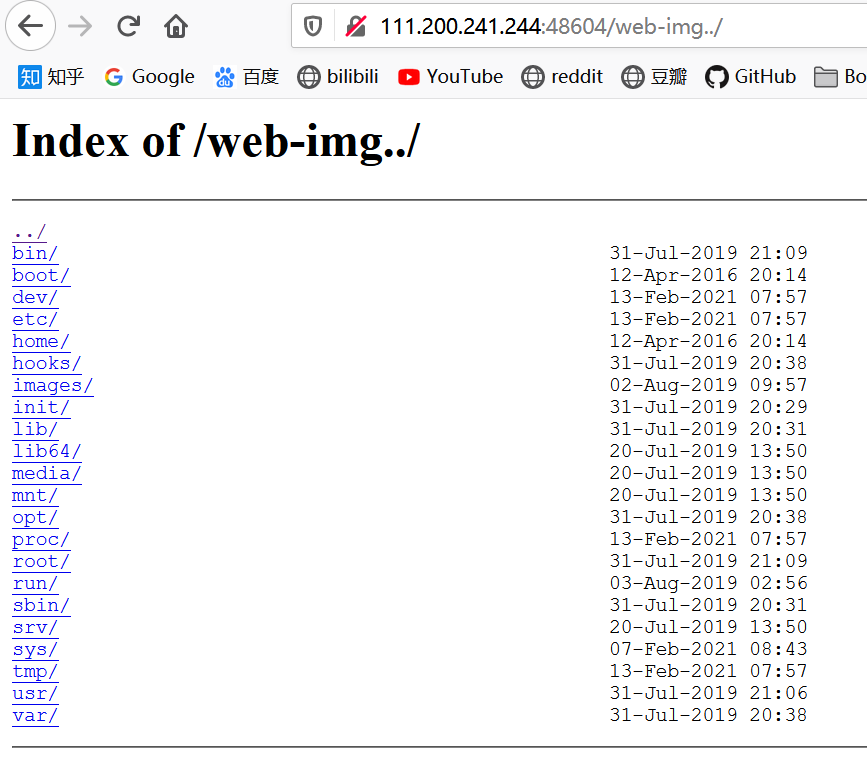 111.200.241.244:48604/web-img../
知 知乎 Google 百度 bilibili YouTube reddit 豆瓣 GitHub Bo
Index of /web-img../
../
bin/ 31-Jul-2019 21:09
boot/ 12-Apr-2016 20:14
dev/ 13-Feb-2021 07:57
etc/ 13-Feb-2021 07:57
home/ 12-Apr-2016 20:14
hooks/ 31-Jul-2019 20:38
images/ 02-Aug-2019 09:57
init/ 31-Jul-2019 20:29
lib/ 31-Jul-2019 20:31
lib64/ 20-Jul-2019 13:50
media/ 20-Jul-2019 13:50
mnt/ 20-Jul-2019 13:50
opt/ 31-Jul-2019 20:38
proc/ 13-Feb-2021 07:57
root/ 31-Jul-2019 21:09
run/ 03-Aug-2019 02:56
sbin/ 31-Jul-2019 20:31
srv/ 20-Jul-2019 13:50
sys/ 07-Feb-2021 08:43
tmp/ 13-Feb-2021 07:57
usr/ 31-Jul-2019 21:06
var/ 31-Jul-2019 20:38